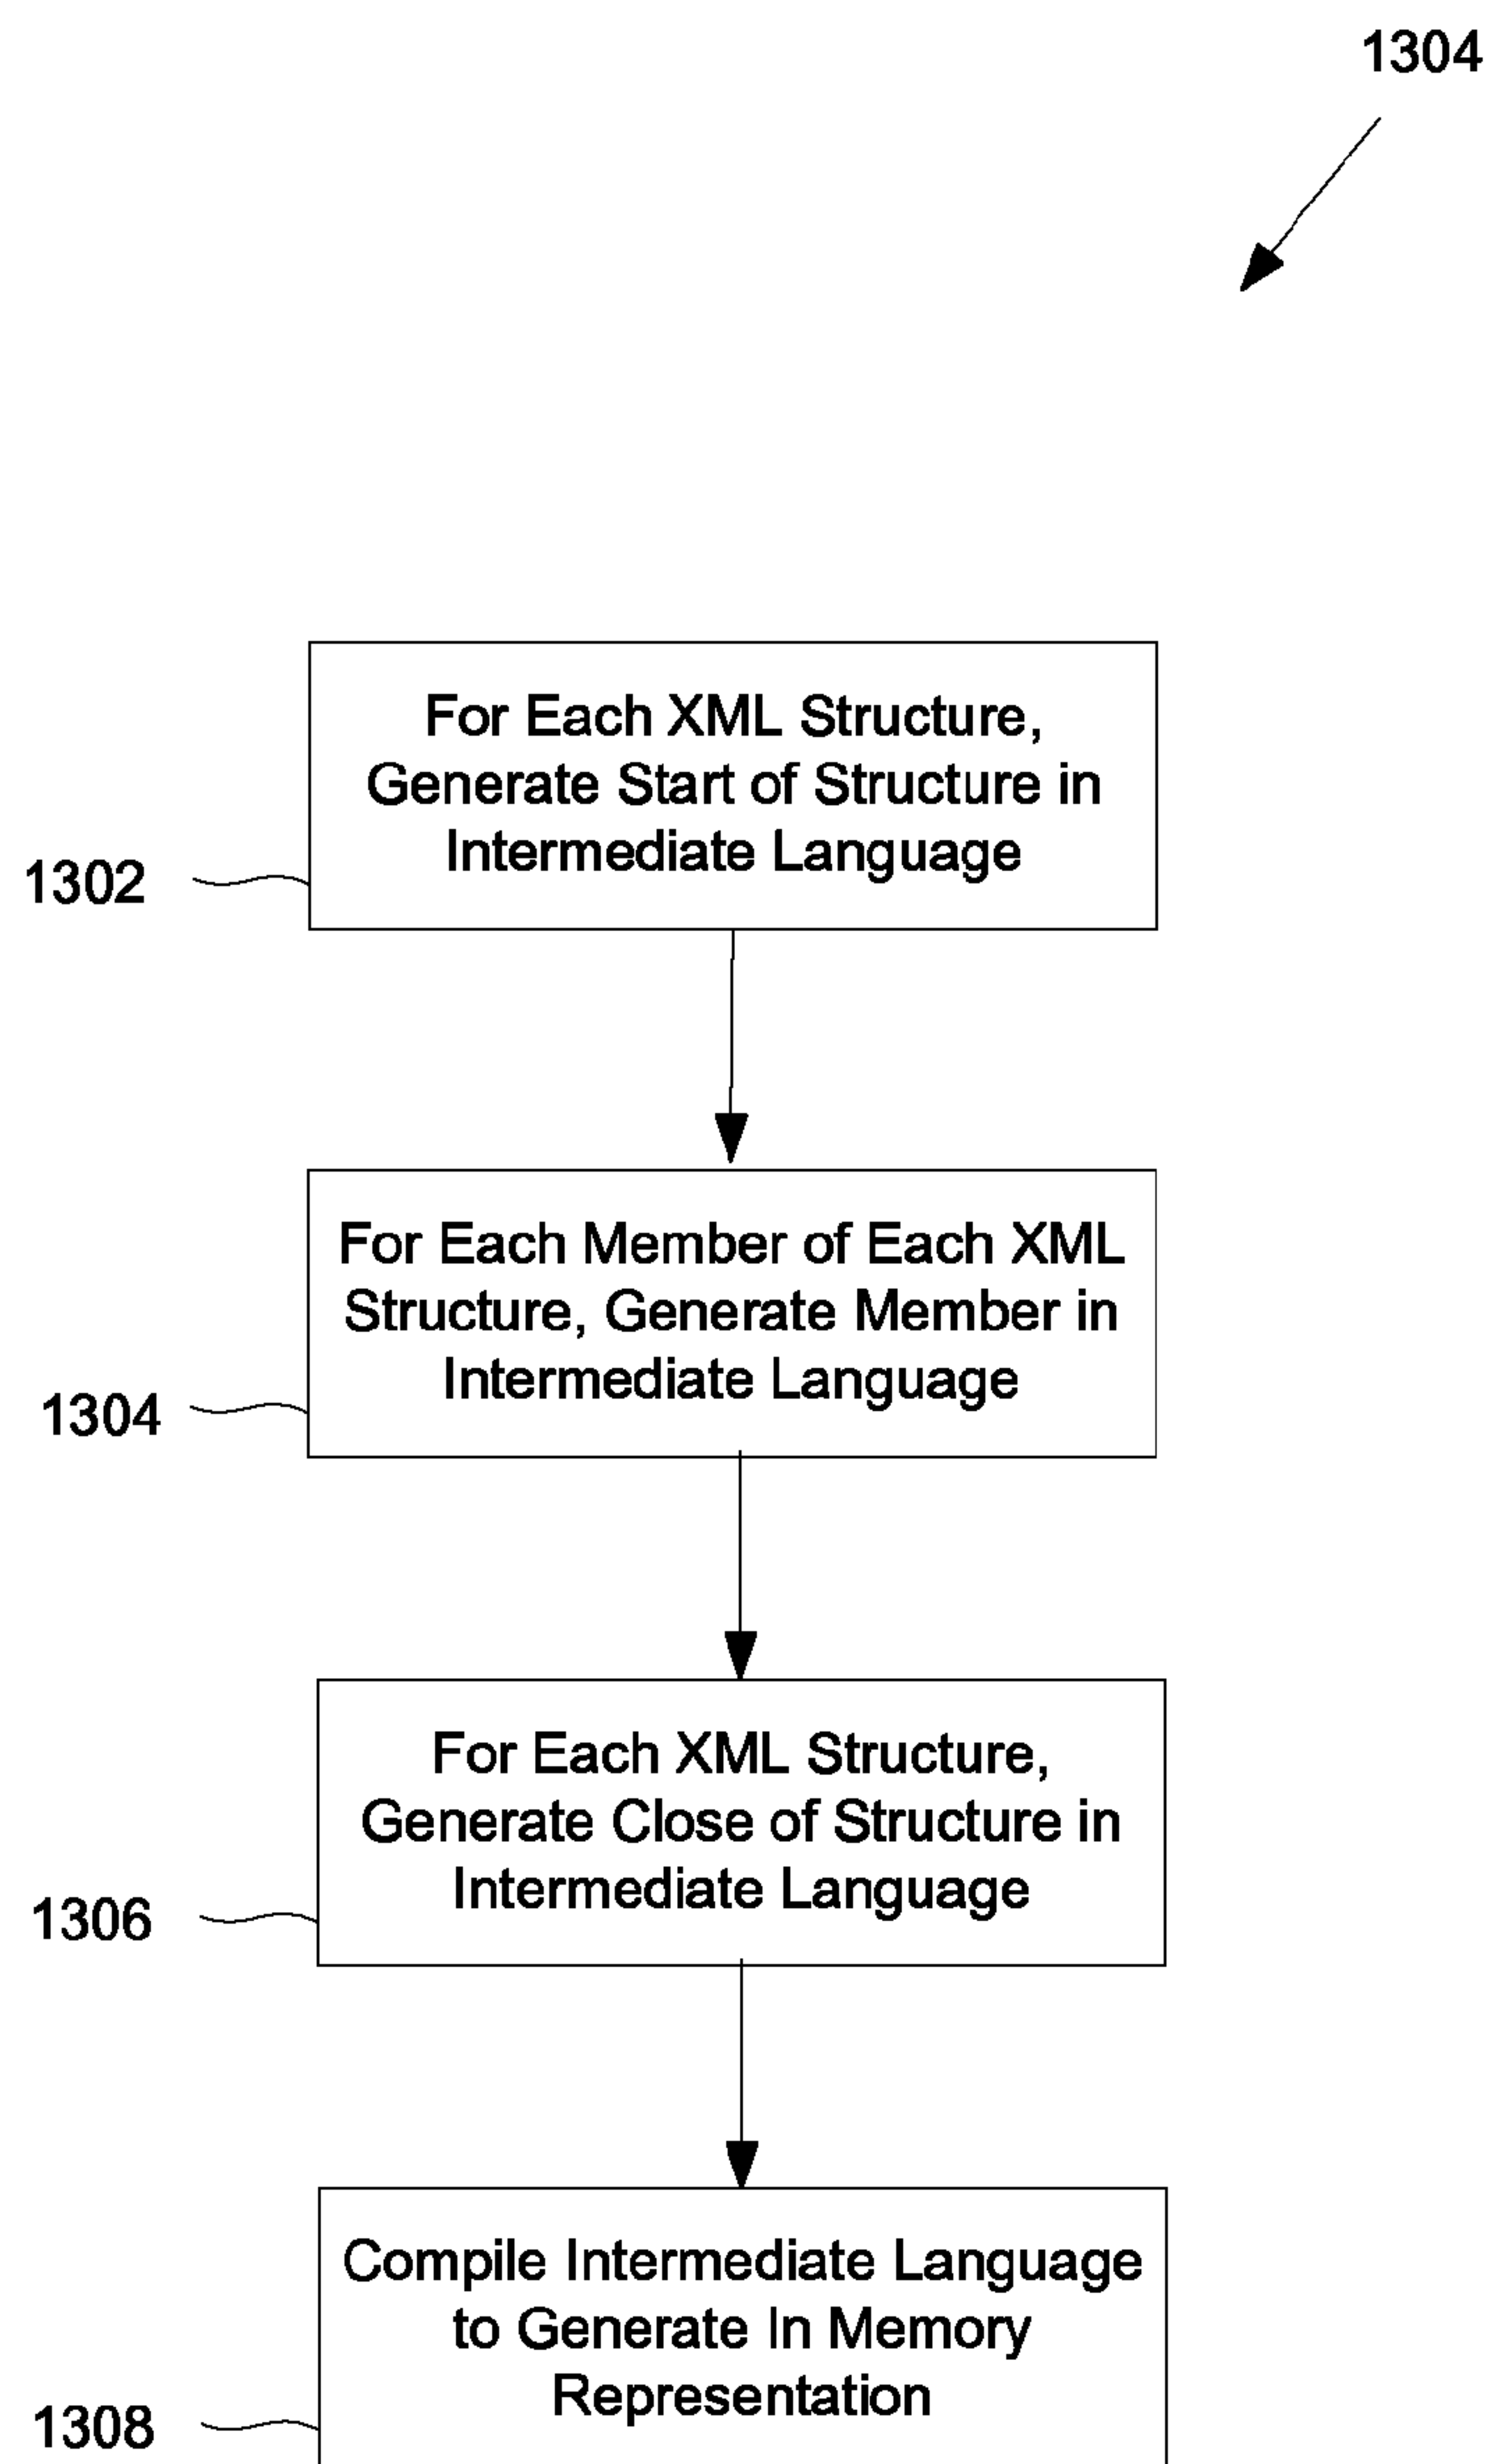 1304
For Each XML Structure,
Generate Start of Structure in
Intermediate Language
1302
For Each Member of Each XML
Structure, Generate Member in
Intermediate Language
1304
For Each XML Structure,
Generate Close of Structure in
Intermediate Language
1306
Compile Intermediate Language
to Generate In Memory
Representation
1308